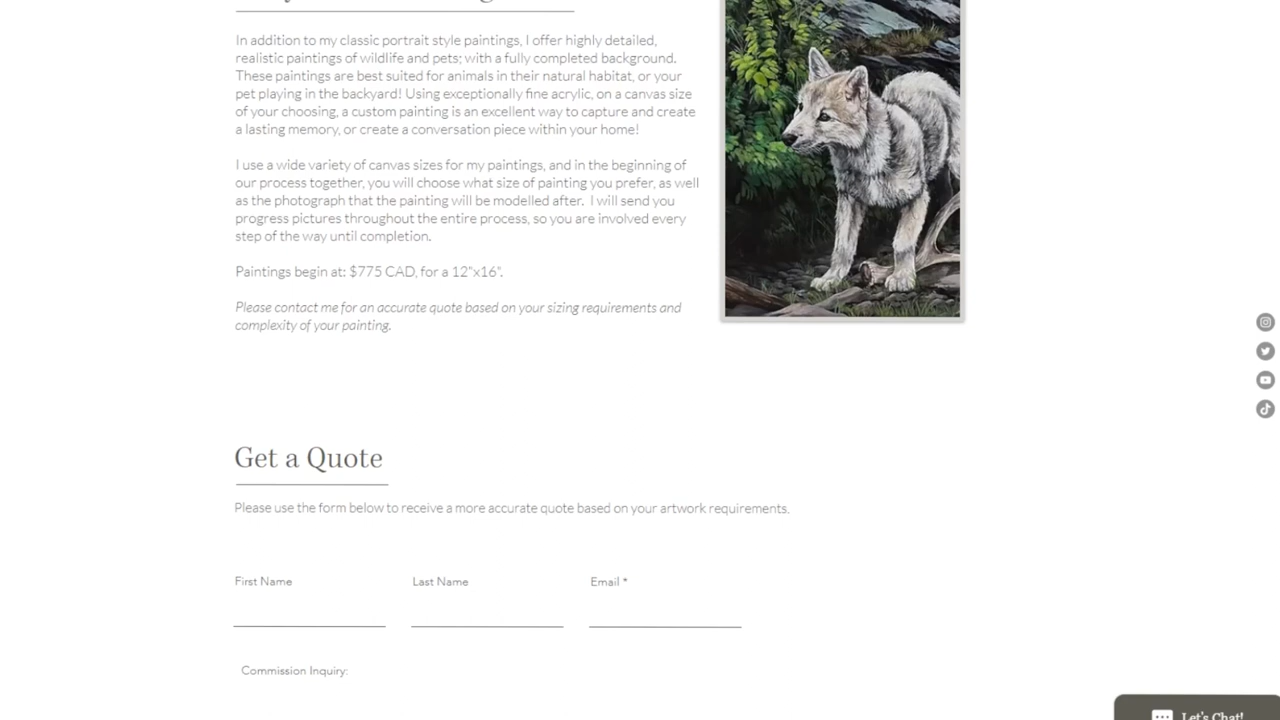 In addition to my classic portrait style paintings, I offer highly detailed,
realistic paintings of wildlife and pets; with a fully completed background.
These paintings are best suited for animals in their natural habitat, or your
pet playing in the backyard! Using exceptionally fine acrylic, on a canvas size
of your choosing, a custom painting is an excellent way to capture and create
a lasting memory, or create a conversation piece within your home!
I use a wide variety of canvas sizes for my paintings, and in the beginning of
our process together, you will choose what size of painting you prefer, as well
as the photograph that the painting will be modelled after.  I will send you
progress pictures throughout the entire process, so you are involved every
step of the way until completion.
Paintings begin at: $775 CAD, for a 12"x16".
Please contact me for an accurate quote based on your sizing requirements and
complexity of your painting.
Get a Quote
Please use the form below to receive a more accurate quote based on your artwork requirements.
First Name
Last Name
Email *
Commission Inquiry:
Let's Chat!